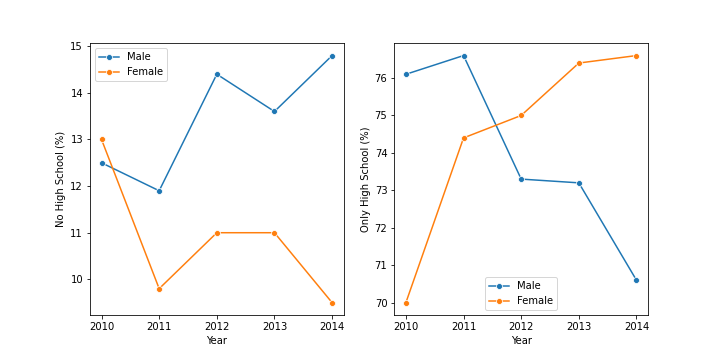 15
14
13
12
11
10
No High School (%)
Male
Female
2010 2011 2012 2013 2014
Year
76
75
74
73
72
71
70
Only High School (%)
Male
Female
2010 2011 2012 2013 2014
Year